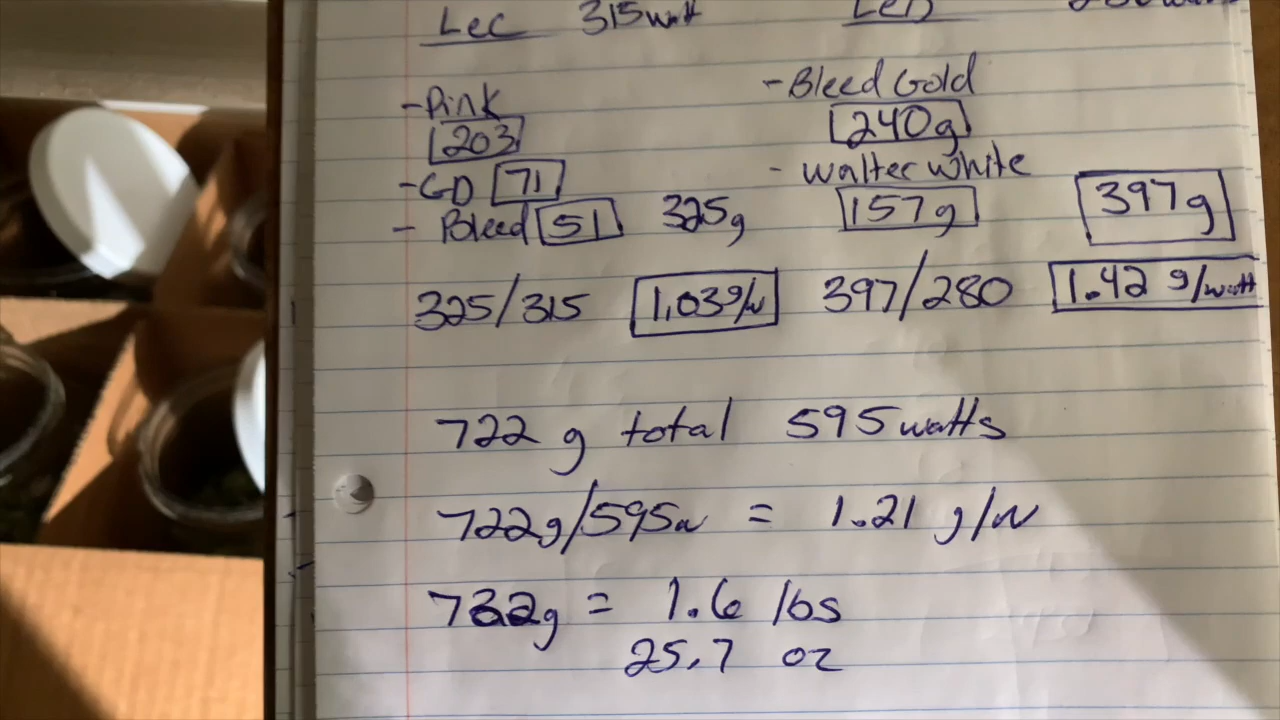 Lec 315watt
- Pink
203
- GD 71
- Bleed 51 325g
325/315 1.03g/w
- Bleed Gold
240g
- Walter White
157g 397g
397/280 1.42 g/watt
722 g total 595watts
722g/595w = 1.21 g/w
722g = 1.6 lbs
25.7 oz